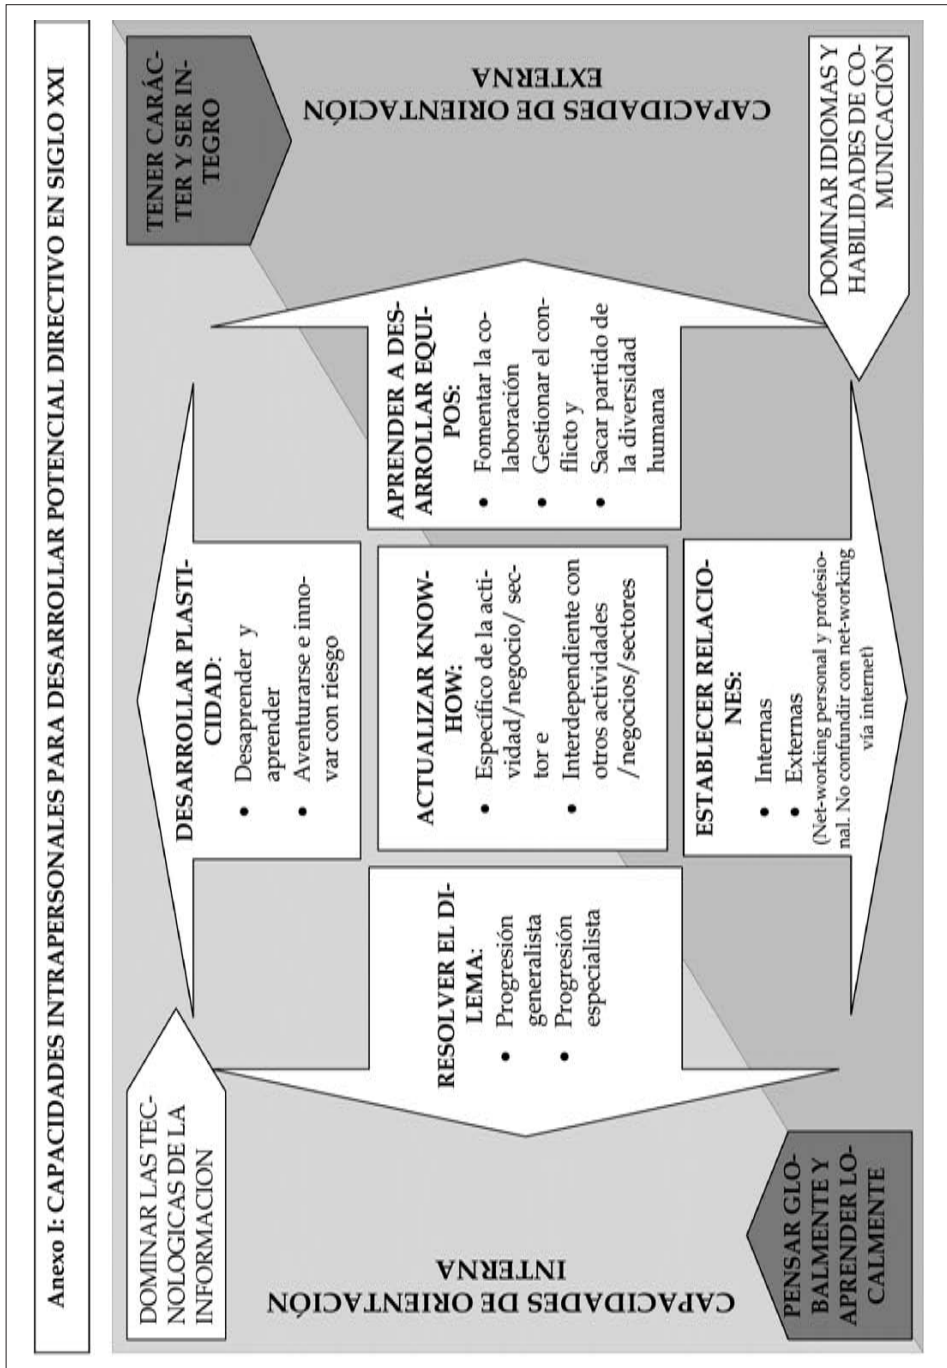 Anexo I: CAPACIDADES INTRAPERSONALES PARA DESARROLLAR POTENCIAL DIRECTIVO EN SIGLO XXI
DOMINAR LAS TEC-
NOLOGICAS DE LA
INFORMACION
DESARROLLAR PLASTI-
CIDAD:
• Desaprender y
aprender
• Aventurarse e inno-
var con riesgo
TENER CARÁC-
TER Y SER IN-
TEGRO
CAPACIDADES DE ORIENTACIÓN
INTERNA
RESOLVER EL DI-
LEMA:
• Progresión
generalista
• Progresión
especialista
ACTUALIZAR KNOW-
HOW:
• Específico de la acti-
vidad/negocio/ sec-
tor e
• Interdependiente con
otros actividades
/negocios/sectores
APRENDER A DES-
ARROLLAR EQUI-
POS:
• Fomentar la co-
laboración
• Gestionar el con-
flicto y
• Sacar partido de
la diversidad
humana
CAPACIDADES DE ORIENTACIÓN
EXTERNA
PENSAR GLO-
BALMENTE Y
APRENDER LO-
CALMENTE
ESTABLECER RELACIO-
NES:
• Internas
• Externas
(Net-working personal y profesio-
nal. No confundir con net-working
vía internet)
DOMINAR IDIOMAS Y
HABILIDADES DE CO-
MUNICACIÓN